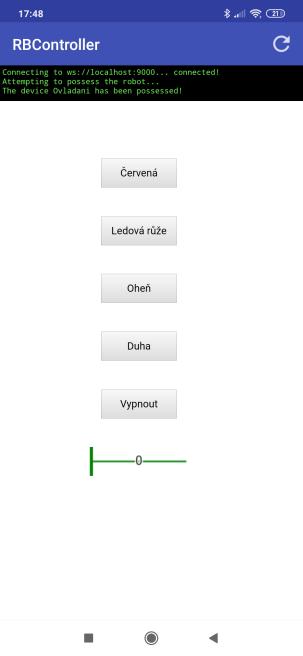 17:48
21
RBController
Connecting to ws://localhost:9000... connected!
Attempting to possess the robot...
The device Ovladani has been possessed!
Červená
Ledová růže
Oheň
Duha
Vypnout
0